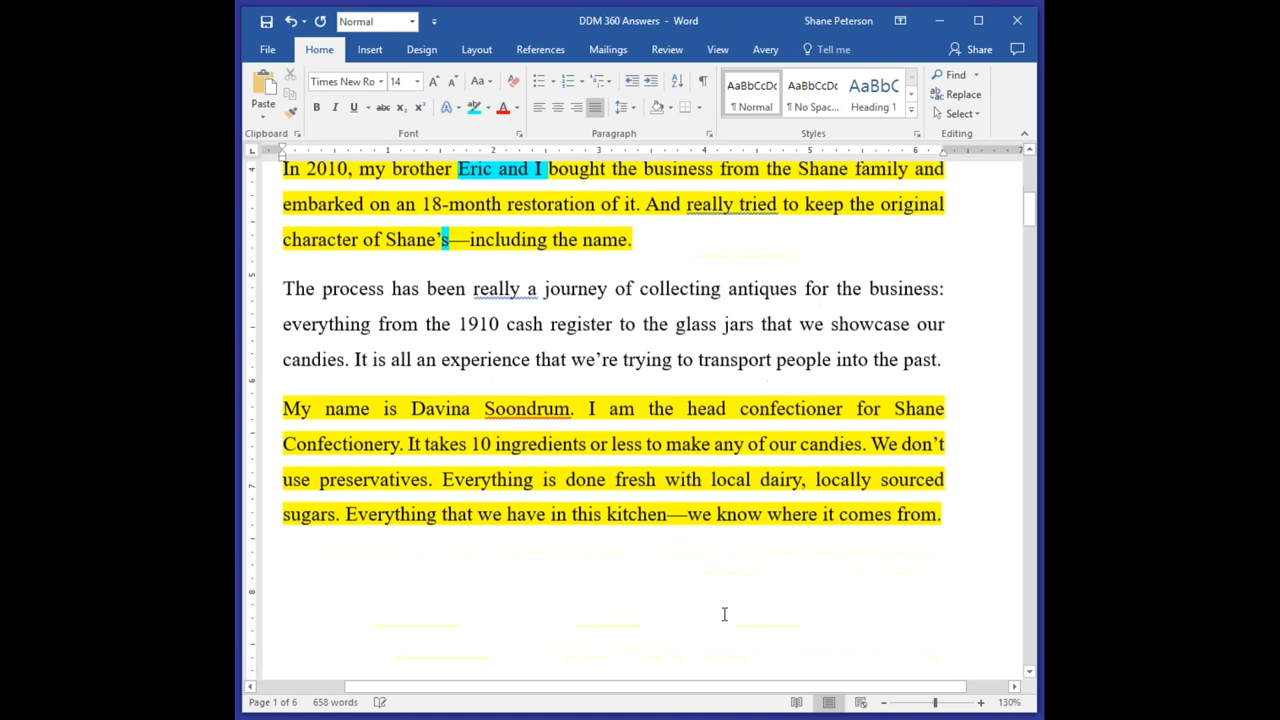 Normal
DDM 360 Answers - Word
Shane Peterson
File Home Insert Design Layout References Mailings Review View Avery Tell me Share
Paste
Times New Ro 14 Aa
AaBbCcDc AaBbCcDc AaBbC
¶ Normal ¶ No Spac... Heading 1
Find
Replace
Select
Clipboard Font Paragraph Styles Editing
1 2 3 4 5 6 7
In 2010, my brother Eric and I bought the business from the Shane family and
embarked on an 18-month restoration of it. And really tried to keep the original
character of Shane’s—including the name.
The process has been really a journey of collecting antiques for the business:
everything from the 1910 cash register to the glass jars that we showcase our
candies. It is all an experience that we’re trying to transport people into the past.
My name is Davina Soondrum. I am the head confectioner for Shane
Confectionery. It takes 10 ingredients or less to make any of our candies. We don’t
use preservatives. Everything is done fresh with local dairy, locally sourced
sugars. Everything that we have in this kitchen—we know where it comes from.
Page 1 of 6 658 words 130%